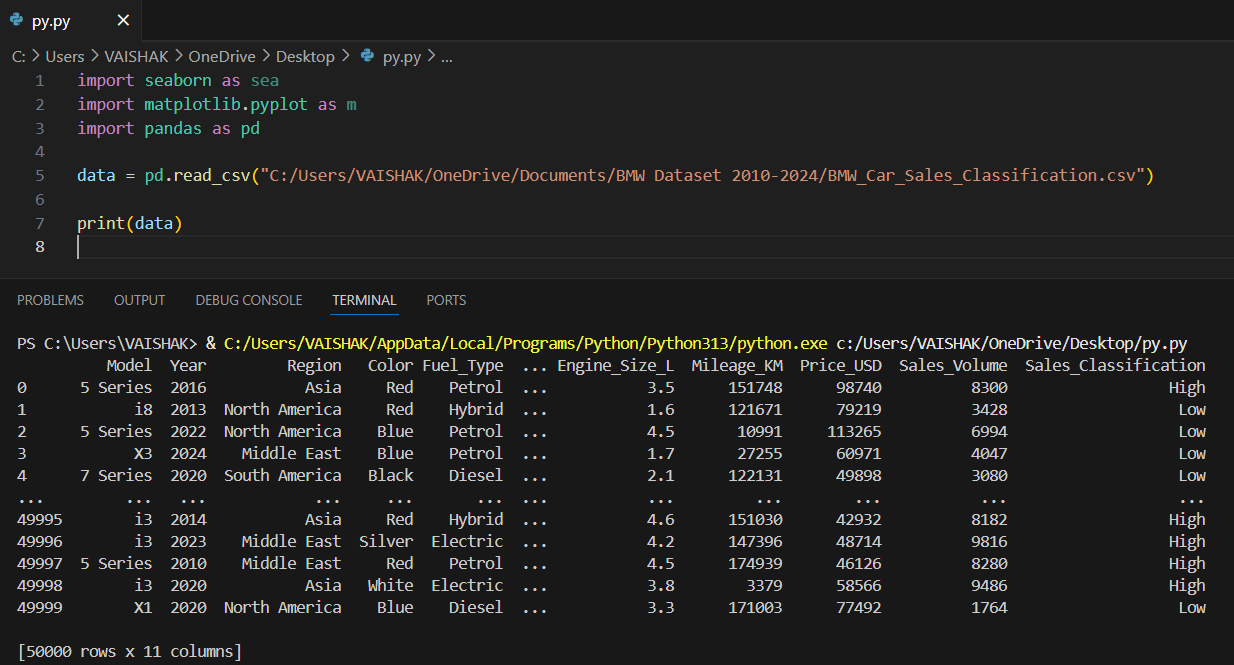 py.py ×
C: > Users > VAISHAK > OneDrive > Desktop > py.py > ...
1 import seaborn as sea
2 import matplotlib.pyplot as m
3 import pandas as pd
4
5 data = pd.read_csv("C:/Users/VAISHAK/OneDrive/Documents/BMW Dataset 2010-2024/BMW_Car_Sales_Classification.csv")
6
7 print(data)
8
PROBLEMS OUTPUT DEBUG CONSOLE TERMINAL PORTS
PS C:\Users\VAISHAK> & C:/Users/VAISHAK/AppData/Local/Programs/Python/Python313/python.exe c:/Users/VAISHAK/OneDrive/Desktop/py.py
Model Year Region Color Fuel_Type ... Engine_Size_L Mileage_KM Price_USD Sales_Volume Sales_Classification
0 5 Series 2016 Asia Red Petrol ... 3.5 151748 98740 8300 High
1 i8 2013 North America Red Hybrid ... 1.6 121671 79219 3428 Low
2 5 Series 2022 North America Blue Petrol ... 4.5 10991 113265 6994 Low
3 X3 2024 Middle East Blue Petrol ... 1.7 27255 60971 4047 Low
4 7 Series 2020 South America Black Diesel ... 2.1 122131 49898 3080 Low
... ... ... ... ... ... ... ... ... ... ... ...
49995 i3 2014 Asia Red Hybrid ... 4.6 151030 42932 8182 High
49996 i3 2023 Middle East Silver Electric ... 4.2 147396 48714 9816 High
49997 5 Series 2010 Middle East Red Petrol ... 4.5 174939 46126 8280 High
49998 i3 2020 Asia White Electric ... 3.8 3379 58566 9486 High
49999 X1 2020 North America Blue Diesel ... 3.3 171003 77492 1764 Low
[50000 rows x 11 columns]